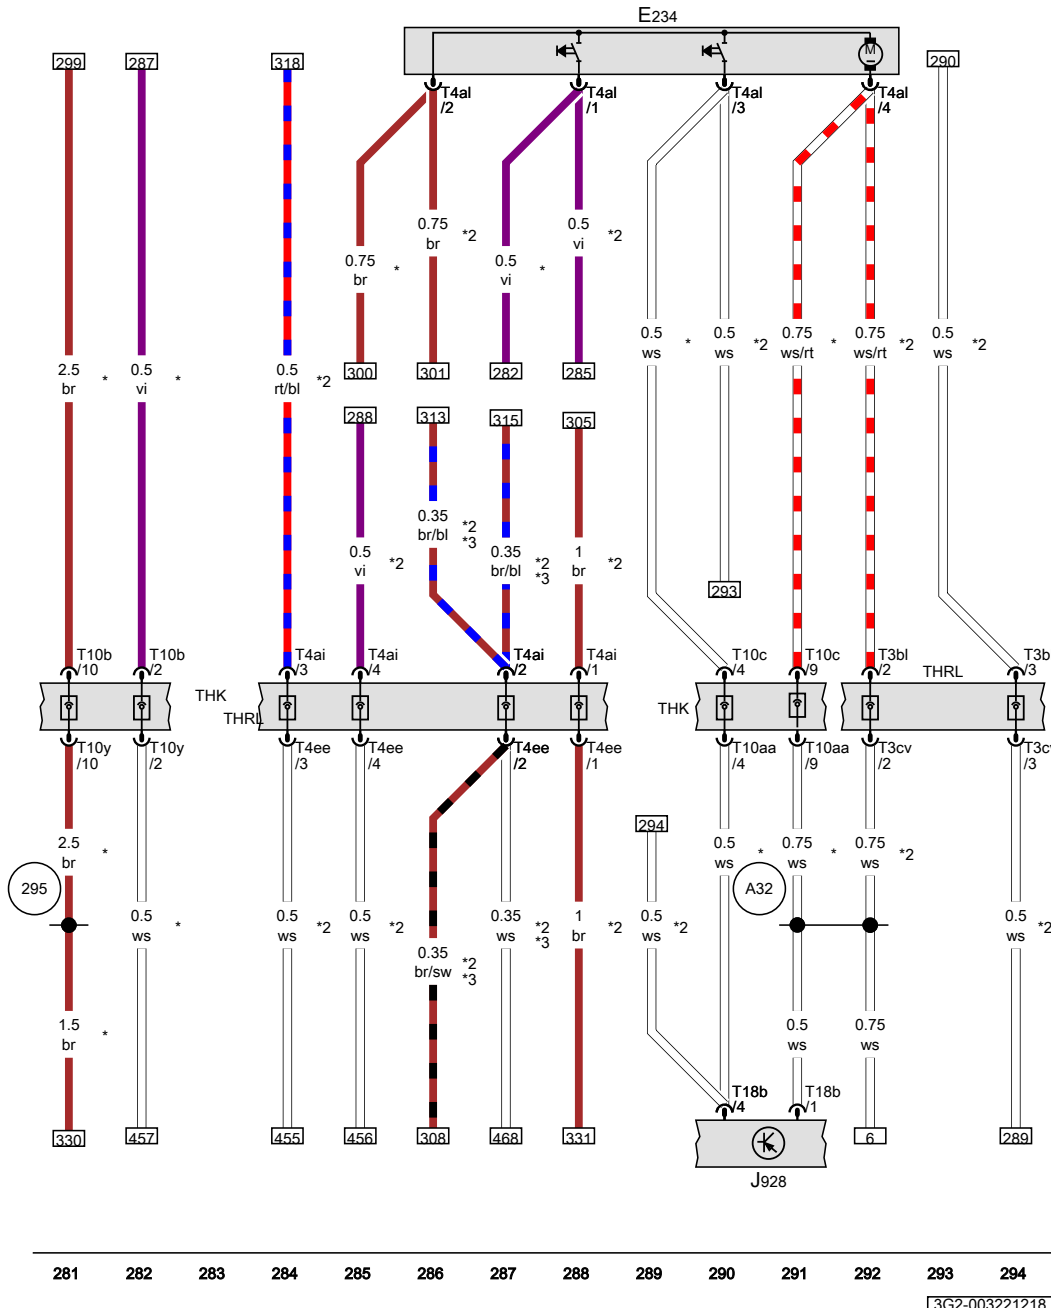 E234
299 287 318 290
M
T4al /2 T4al /1 T4al /3 T4al /4
0.75 br *2
0.5 vi *2
0.75 br *
0.5 vi *
0.5 ws *
0.5 ws *2
0.75 ws/rt *
0.75 ws/rt *2
0.5 ws *2
2.5 br *
0.5 vi *
0.5 rt/bl *2
300 301 282 285
288 313 315 305
0.35 br/bl *2 *3
0.5 vi *2
0.35 br/bl *2 *3
1 br *2
293
T10b /10 T10b /2 T4ai /3 T4ai /4 T4ai /2 T4ai /1 T10c /4 T10c /9 T3bl /2 T3b /3
THK THRL THK THRL
T10y /10 T10y /2 T4ee /3 T4ee /4 T4ee /2 T4ee /1 T10aa /4 T10aa /9 T3cv /2 T3cv /3
294
2.5 br *
0.5 ws *
0.75 ws *
0.75 ws *2
295 A32
0.5 ws *
0.5 ws *2
0.5 ws *2
0.35 br/sw *2 *3
0.35 ws *2 *3
1 br *2
0.5 ws *2
0.5 ws *2
1.5 br *
0.5 ws
0.75 ws
T18b /4 T18b /1
330 457 455 456 308 468 331 6 289
J928
281 282 283 284 285 286 287 288 289 290 291 292 293 294
3G2-003221218